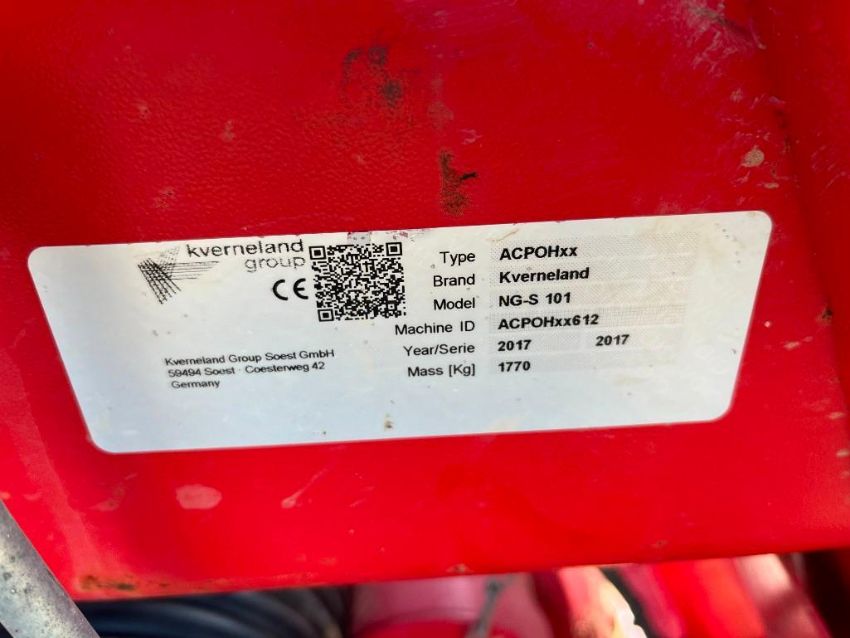 kverneland
group
CE
Type ACPOHxx
Brand Kverneland
Model NG-S 101
Machine ID ACPOHxx612
Year/Serie 2017 2017
Mass [Kg] 1770
Kverneland Group Soest GmbH
59494 Soest · Coesterweg 42
Germany